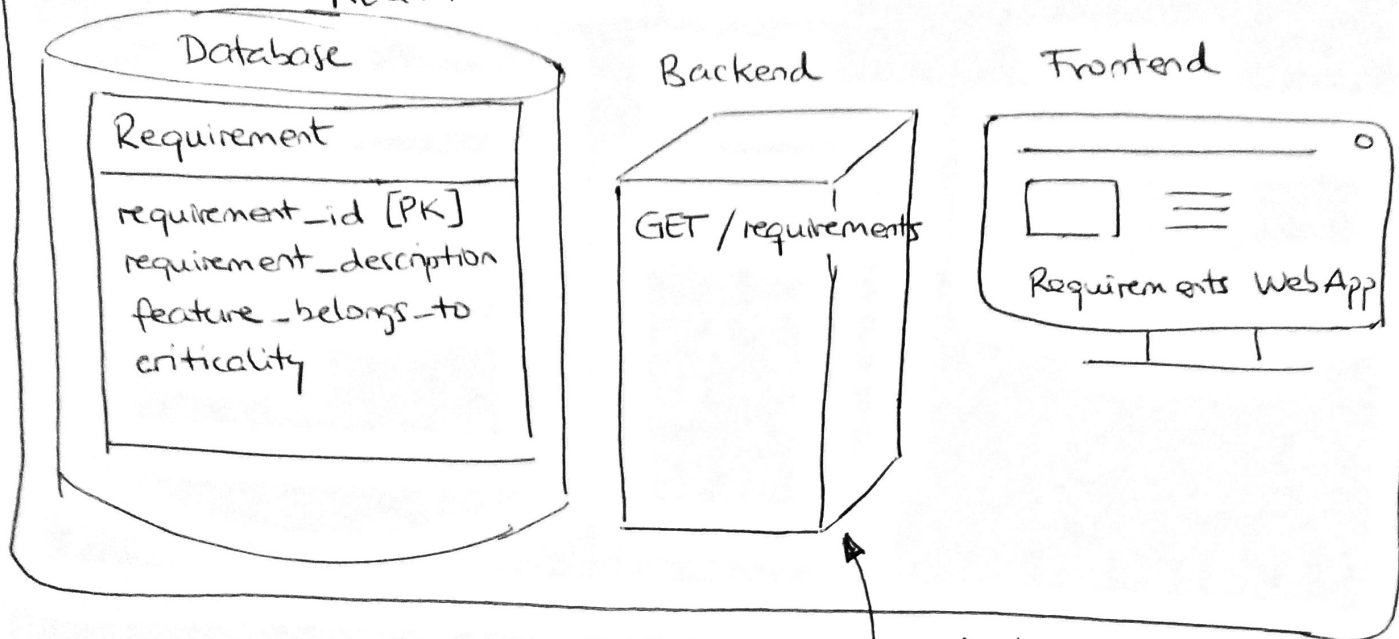 Database
Requirement
requirement_id [PK]
requirement_description
feature_belongs_to
criticality
Backend
GET /requirements
Frontend
Requirements WebApp